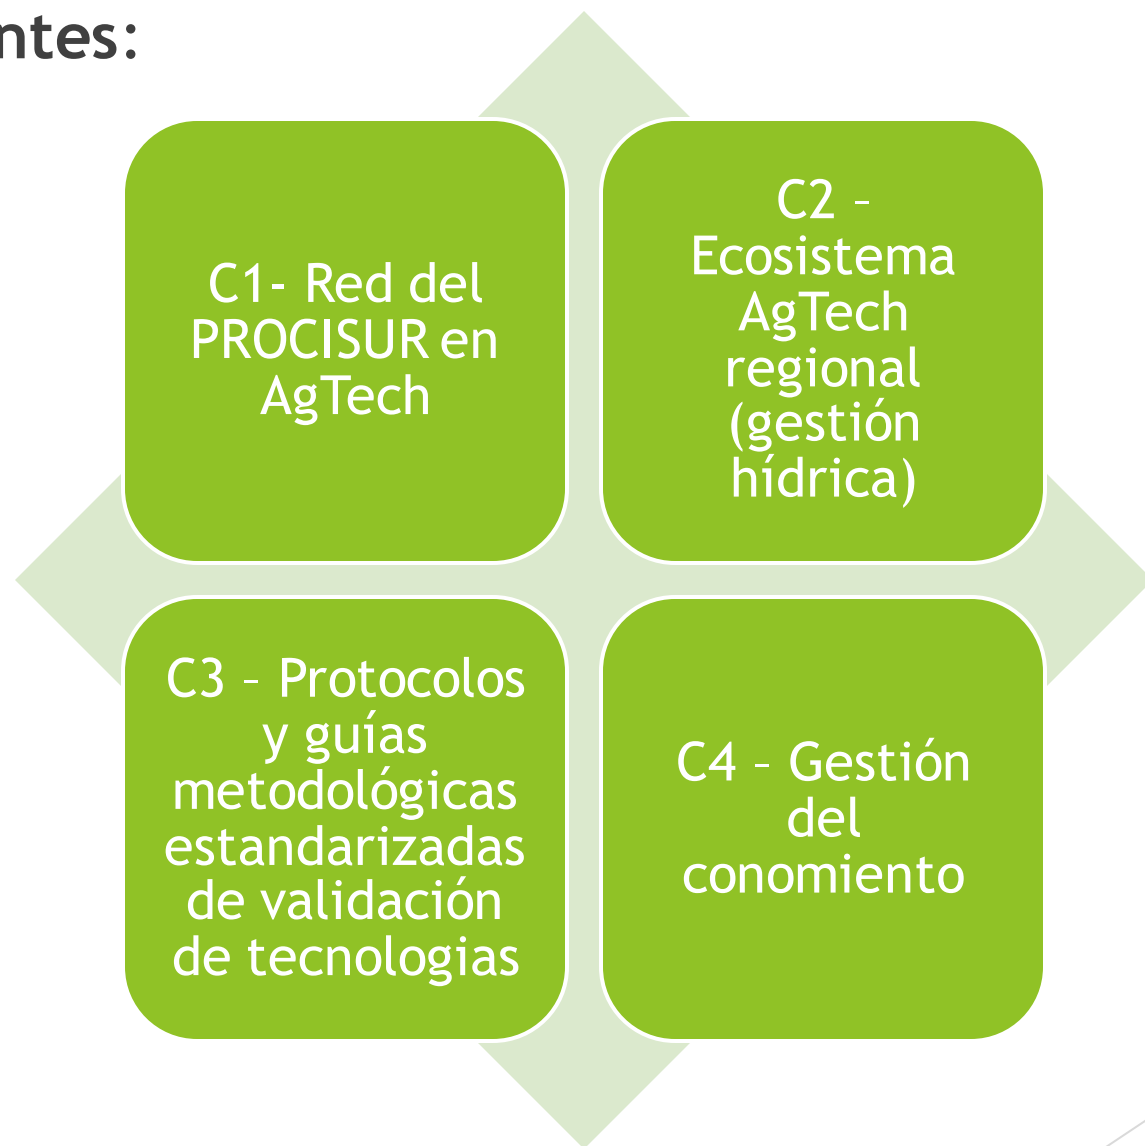 ntes:
C1- Red del
PROCISUR en
AgTech
C2 –
Ecosistema
AgTech
regional
(gestión
hídrica)
C3 – Protocolos
y guías
metodológicas
estandarizadas
de validación
de tecnologias
C4 – Gestión
del
conomiento